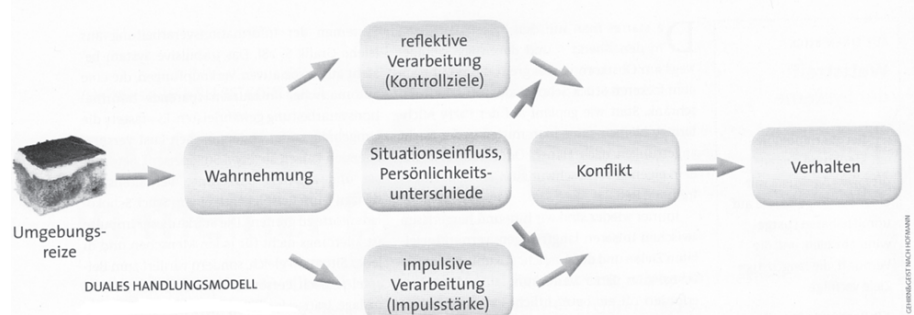 reflektive
Verarbeitung
(Kontrollziele)
Umgebungs-
reize
Wahrnehmung
Situationseinfluss,
Persönlichkeits-
unterschiede
Konflikt
Verhalten
impulsive
Verarbeitung
(Impulsstärke)
DUALES HANDLUNGSMODELL
GEHIRN&GEIST NACH HOFMANN